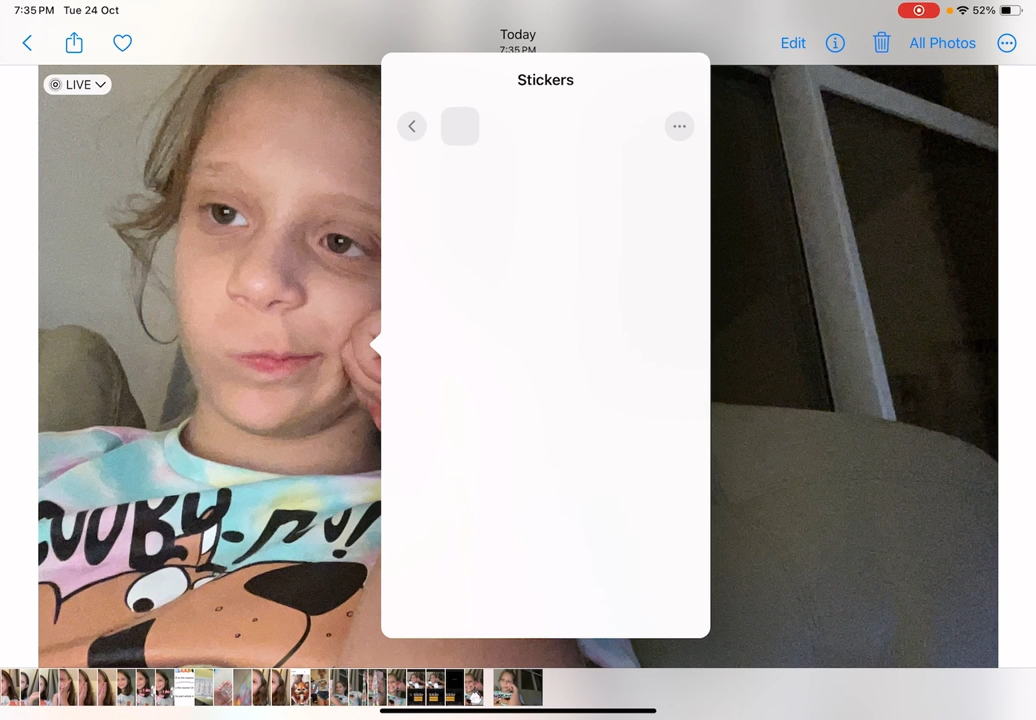 7:35 PM Tue 24 Oct
52%
Today
7:35 PM
Edit
All Photos
LIVE
Stickers